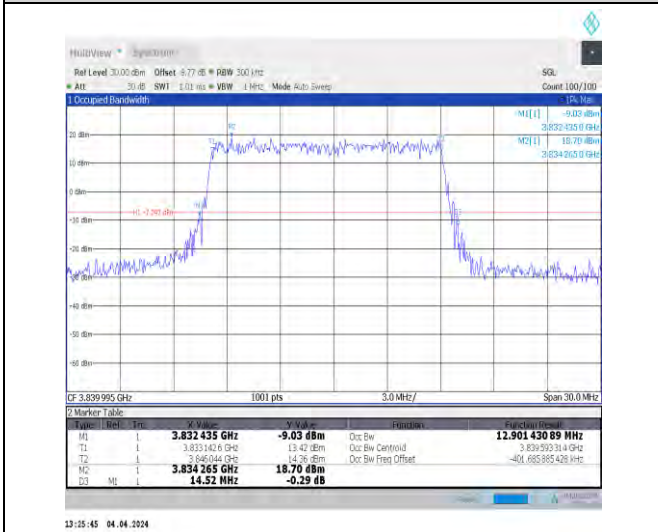 MultiView Spectrum
Ref Level 30.00 dBm Offset 8.77 dB RBW 300 kHz SGL
Att 30 dB SWT 1.01 ms VBW 1 MHz Mode Auto Sweep Count 100/100
1 Occupied Bandwidth 1Pk Max
M1[1] -9.03 dBm
3.832 435 0 GHz
M2[1] 18.70 dBm
3.834 265 0 GHz
20 dBm
10 dBm
0 dBm
-10 dBm
-20 dBm
-30 dBm
-40 dBm
-50 dBm
-60 dBm
CF 3.839 995 GHz 1001 pts 3.0 MHz/ Span 30.0 MHz
2 Marker Table
Type Ref Trc X-Value Y-Value Function Function Result
M1 1 3.832 435 GHz -9.03 dBm Occ Bw 12.901 430 89 MHz
T1 1 3.833 142 6 GHz 13.42 dBm Occ Bw Centroid 3.839 593 314 GHz
T2 1 3.846 044 GHz 14.36 dBm Occ Bw Freq Offset -401.685 885 428 kHz
M2 1 3.834 265 GHz 18.70 dBm
D3 M1 1 14.52 MHz -0.29 dB
13:25:45 04.04.2024